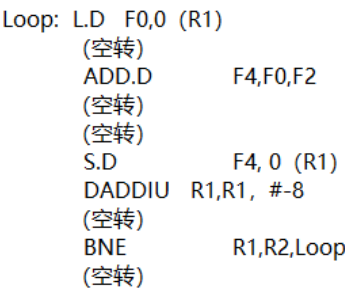 Loop: L.D F0,0 (R1)
(空转)
ADD.D F4,F0,F2
(空转)
(空转)
S.D F4, 0 (R1)
DADDIU R1,R1, #-8
(空转)
BNE R1,R2,Loop
(空转)